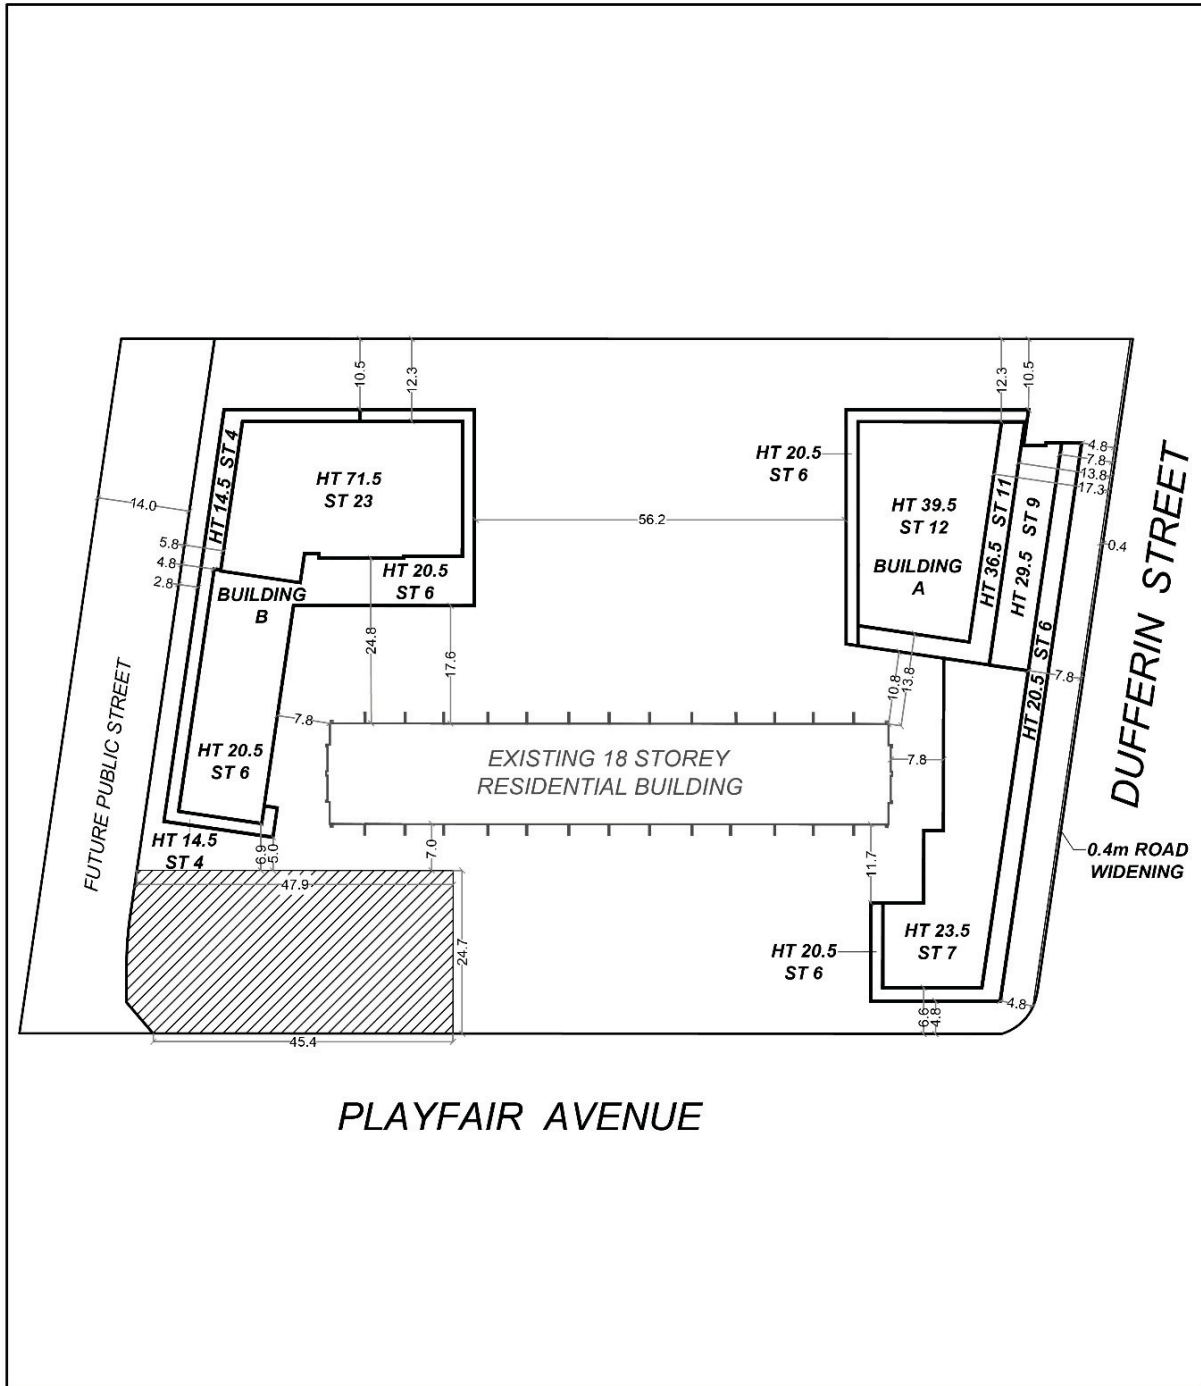 10.5
12.3
12.3
10.5
HT 14.5 ST 4
HT 71.5
ST 23
HT 20.5
ST 6
HT 39.5
ST 12
BUILDING
A
HT 36.5 ST 11
HT 29.5 ST 9
HT 20.5 ST 6
4.8
7.8
13.8
17.3
0.4
DUFFERIN STREET
14.0
5.8
4.8
2.8
56.2
BUILDING
B
HT 20.5
ST 6
24.8
17.6
10.8
13.8
7.8
7.8
7.8
FUTURE PUBLIC STREET
HT 20.5
ST 6
EXISTING 18 STOREY
RESIDENTIAL BUILDING
HT 14.5
ST 4
6.9
5.0
7.0
11.7
0.4m ROAD
WIDENING
47.9
24.7
HT 20.5
ST 6
HT 23.5
ST 7
4.8
6.6
4.8
45.4
PLAYFAIR AVENUE